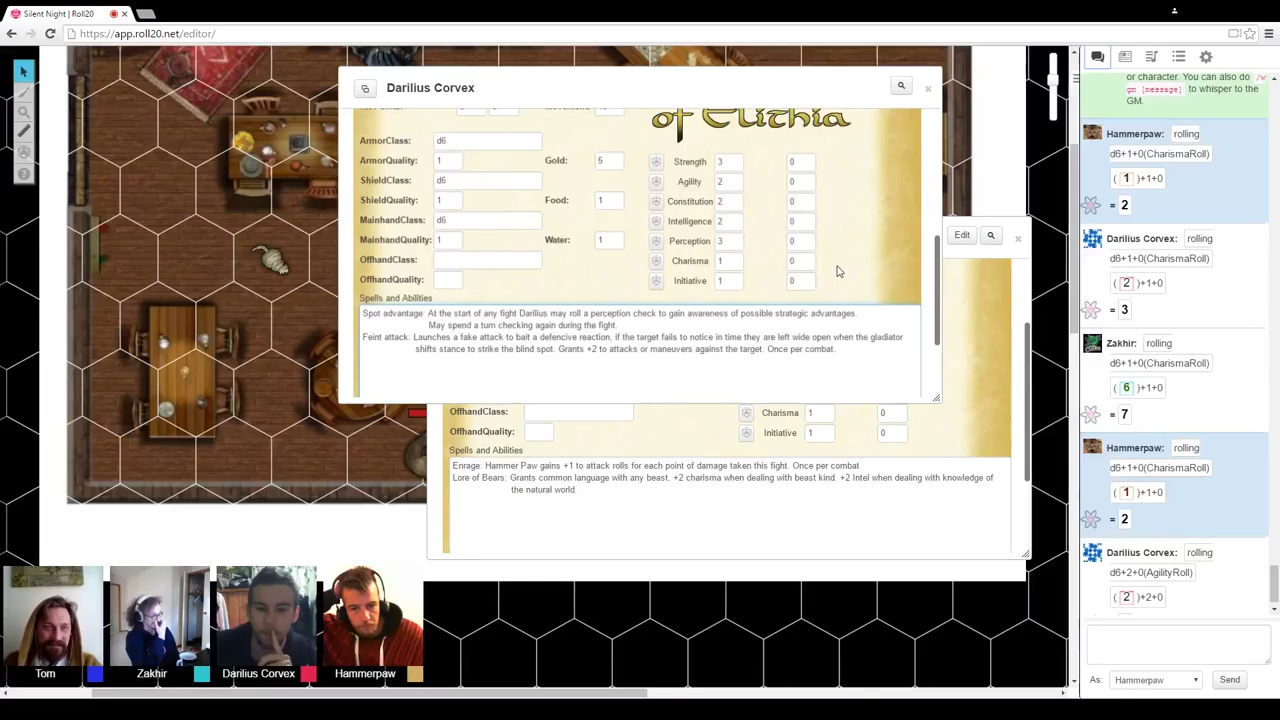 Silent Night | Roll20
https://app.roll20.net/editor/
Darilius Corvex
of Elithia
ArmorClass: d6
ArmorQuality: 1 Gold: 5
ShieldClass: d6
ShieldQuality: 1 Food: 1
MainhandClass: d6
MainhandQuality: 1 Water: 1
OffhandClass:
OffhandQuality:
Strength 3 0
Agility 2 0
Constitution 2 0
Intelligence 2 0
Perception 3 0
Charisma 1 0
Initiative 1 0
Spells and Abilities
Spot advantage: At the start of any fight Darilius may roll a perception check to gain awareness of possible strategic advantages.
May spend a turn checking again during the fight.
Feint attack: Launches a fake attack to bait a defencive reaction, if the target fails to notice in time they are left wide open when the gladiator
shifts stance to strike the blind spot. Grants +2 to attacks or maneuvers against the target. Once per combat.
Edit
OffhandClass:
OffhandQuality:
Charisma 1 0
Initiative 1 0
Spells and Abilities
Enrage: Hammer Paw gains +1 to attack rolls for each point of damage taken this fight. Once per combat
Lore of Bears: Grants common language with any beast. +2 charisma when dealing with beast kind. +2 Intel when dealing with knowledge of
the natural world.
Tom
Zakhir
Darilius Corvex
Hammerpaw
or character. You can also do /w
gm [message] to whisper to the
GM.
Hammerpaw: rolling
d6+1+0(CharismaRoll)
( 1 )+1+0
= 2
Darilius Corvex: rolling
d6+1+0(CharismaRoll)
( 2 )+1+0
= 3
Zakhir: rolling
d6+1+0(CharismaRoll)
( 6 )+1+0
= 7
Hammerpaw: rolling
d6+1+0(CharismaRoll)
( 1 )+1+0
= 2
Darilius Corvex: rolling
d6+2+0(AgilityRoll)
( 2 )+2+0
As: Hammerpaw Send